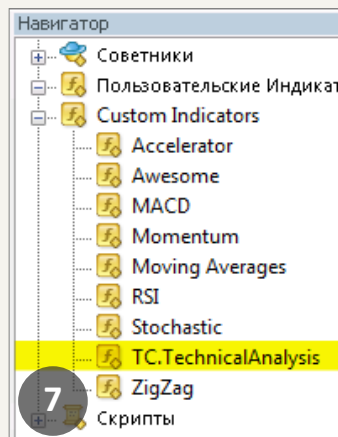 Навигатор
Советники
Пользовательские Индикат
Custom Indicators
Accelerator
Awesome
MACD
Momentum
Moving Averages
RSI
Stochastic
TC.TechnicalAnalysis
ZigZag
7
Скрипты